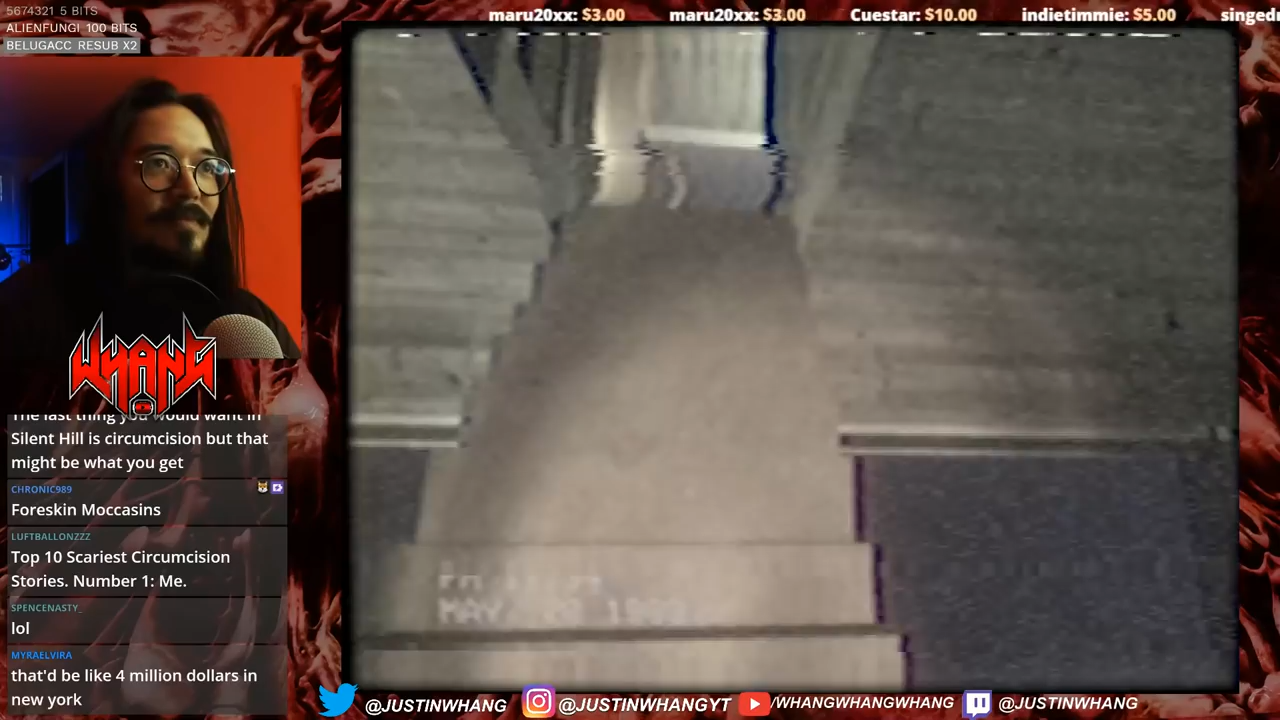 5674321 5 BITS
ALIENFUNGI 100 BITS
BELUGACC RESUB X2
maru20xx: $3.00 maru20xx: $3.00 Cuestar: $10.00 indietimmie: $5.00 singed
WHANG
The last thing you would want in
Silent Hill is circumcision but that
might be what you get
CHRONIC989
Foreskin Moccasins
LUFTBALLONZZZ
Top 10 Scariest Circumcision
Stories. Number 1: Me.
SPENCENASTY_
lol
MYRAELVIRA
that'd be like 4 million dollars in
new york
MAY
@JUSTINWHANG @JUSTINWHANGYT /WHANGWHANGWHANG @JUSTINWHANG